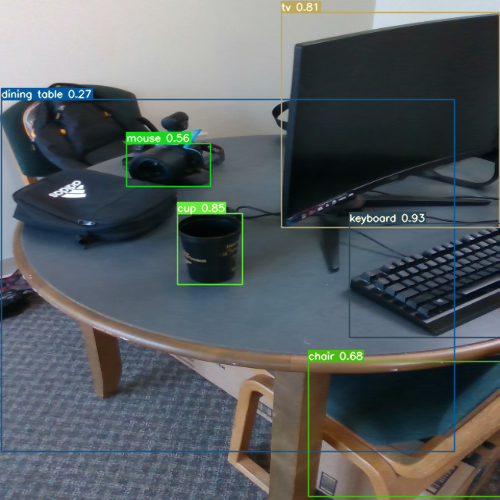 tv 0.81
dining table 0.27
mouse 0.56
adidas
cup 0.85
keyboard 0.93
chair 0.68